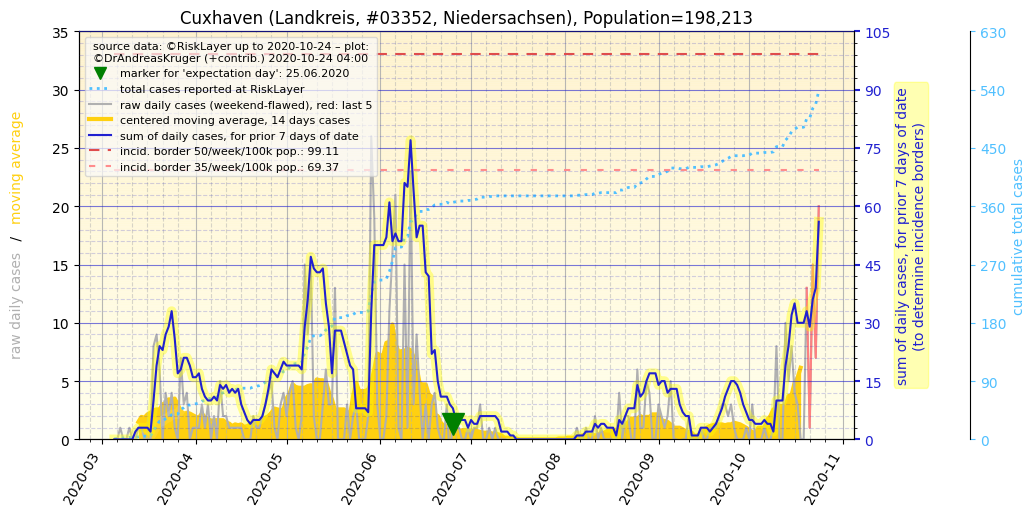 Cuxhaven (Landkreis, #03352, Niedersachsen), Population=198,213
source data: ©RiskLayer up to 2020-10-24 – plot:
©DrAndreasKruger (+contrib.) 2020-10-24 04:00
marker for 'expectation day': 25.06.2020
total cases reported at RiskLayer
raw daily cases (weekend-flawed), red: last 5
centered moving average, 14 days cases
sum of daily cases, for prior 7 days of date
incid. border 50/week/100k pop.: 99.11
incid. border 35/week/100k pop.: 69.37
raw daily cases / moving average
35
30
25
20
15
10
5
0
2020-03
2020-04
2020-05
2020-06
2020-07
2020-08
2020-09
2020-10
2020-11
105
90
75
60
45
30
15
0
sum of daily cases, for prior 7 days of date
(to determine incidence borders)
630
540
450
360
270
180
90
0
cumulative total cases